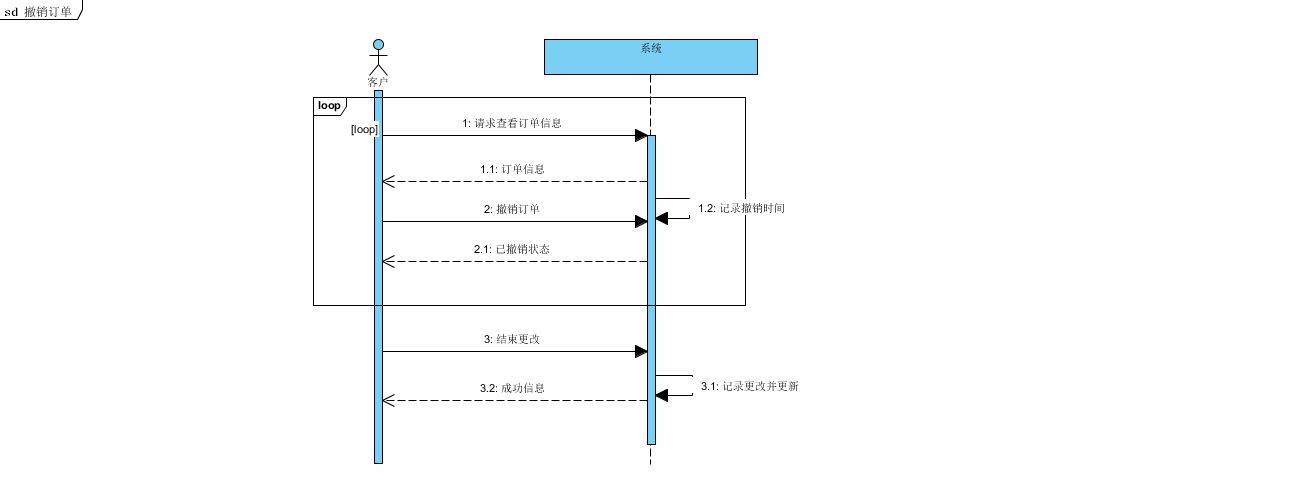 sd 撤销订单
系统
客户
loop
[loop]
1: 请求查看订单信息
1.1: 订单信息
1.2: 记录撤销时间
2: 撤销订单
2.1: 已撤销状态
3: 结束更改
3.1: 记录更改并更新
3.2: 成功信息